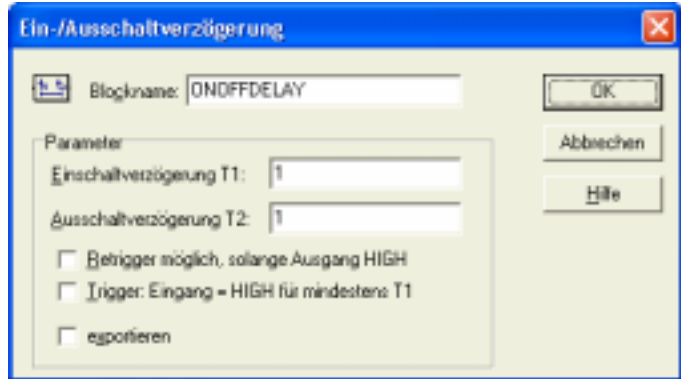 Ein-/Ausschaltverzögerung
Blockname: ONOFFDELAY
OK
Parameter
Abbrechen
Einschaltverzögerung T1: 1
Hilfe
Ausschaltverzögerung T2: 1
Retrigger möglich, solange Ausgang HIGH
Trigger: Eingang = HIGH für mindestens T1
exportieren